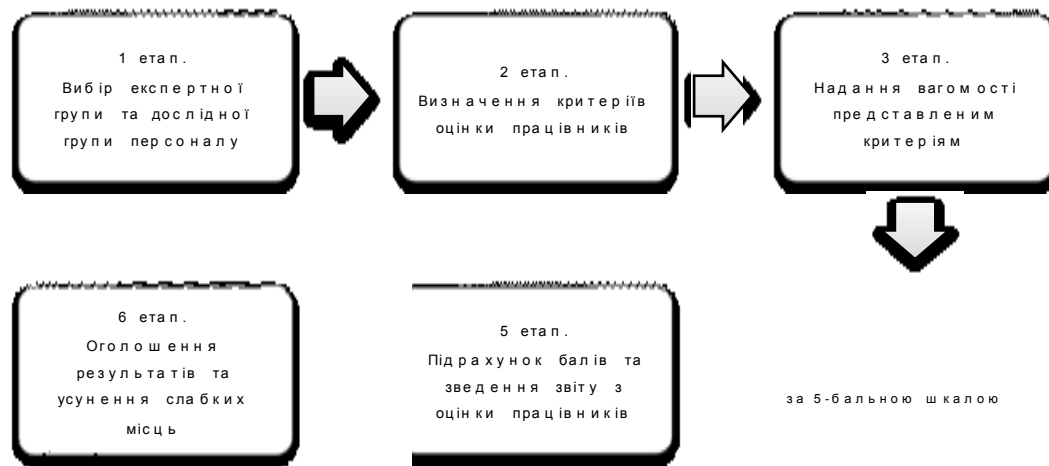 1 етап.
Вибір експертної
групи та дослідної
групи персоналу
2 етап.
Визначення критеріїв
оцінки працівників
3 етап.
Надання вагомості
представленим
критеріям
6 етап.
Оголошення
результатів та
усунення слабких
місць
5 етап.
Підрахунок балів та
зведення звіту з
оцінки працівників
за 5-бальною шкалою